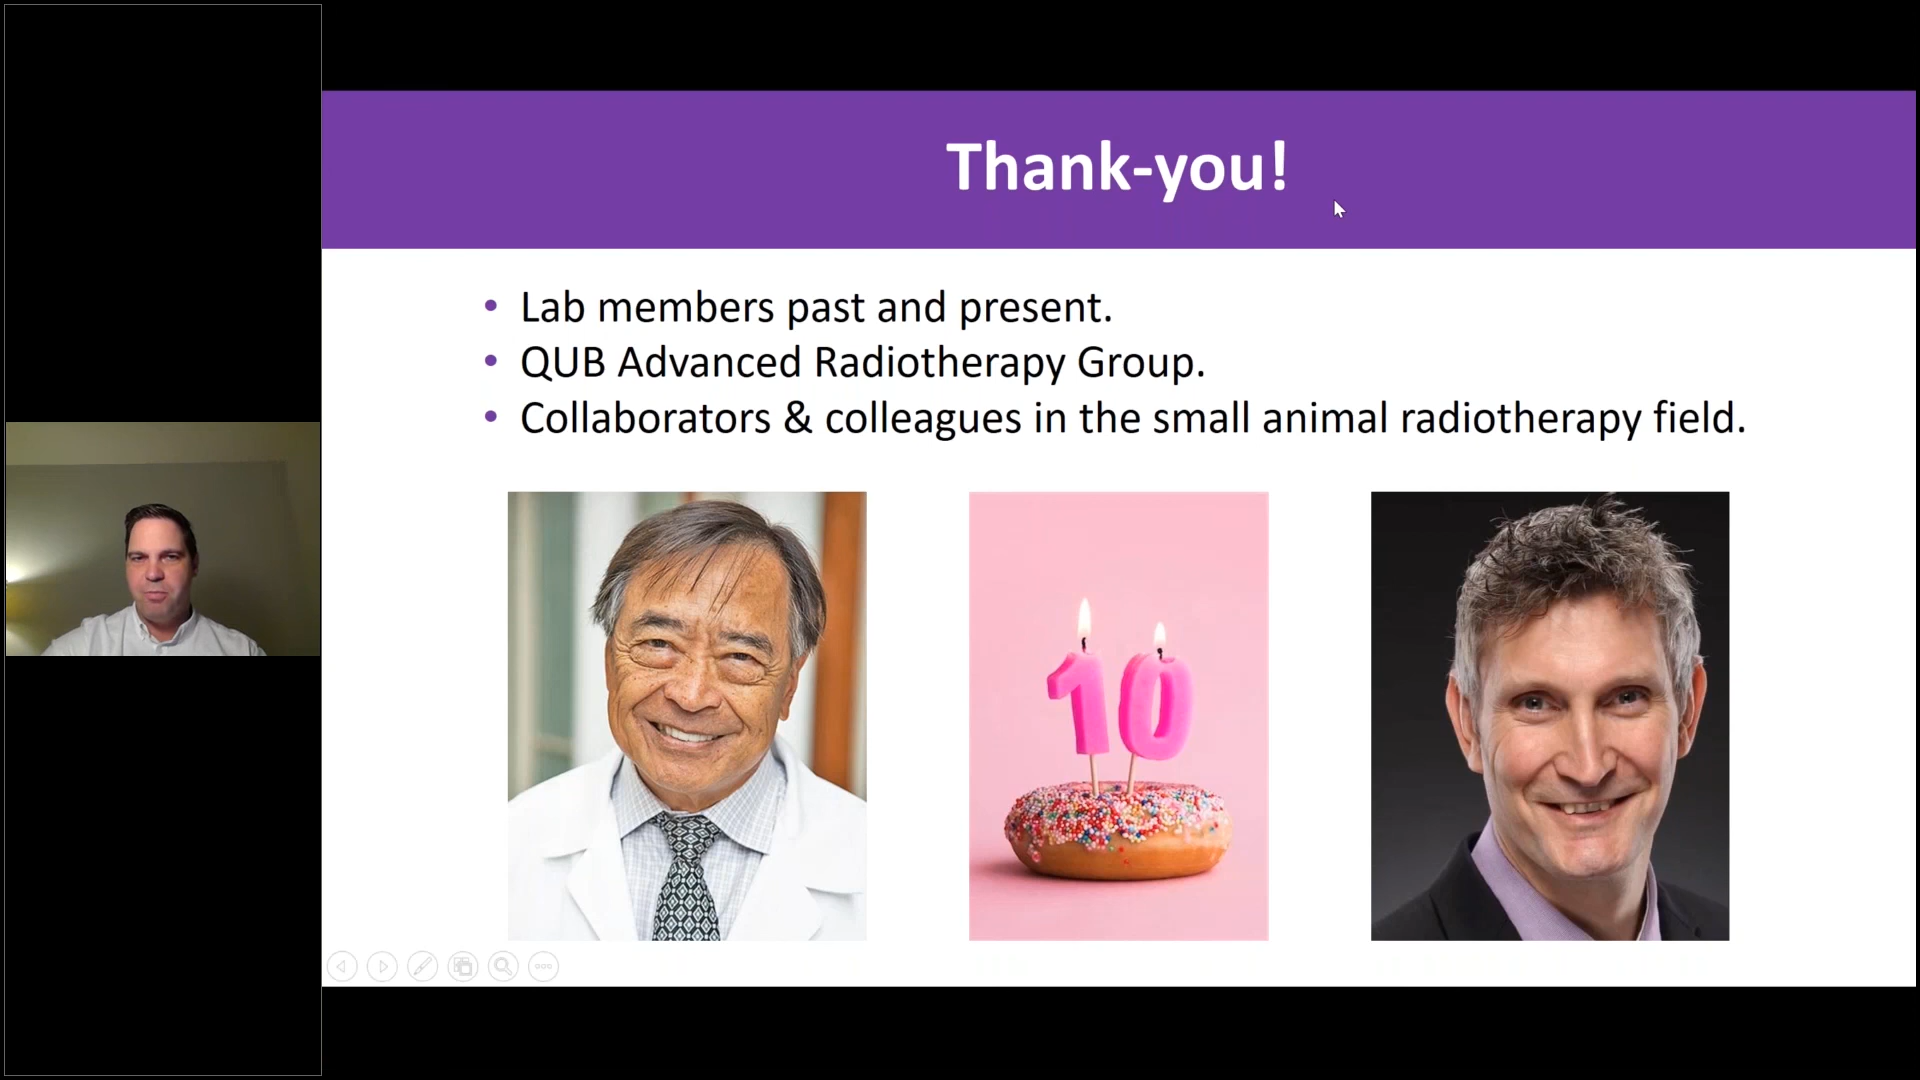 Thank-you!
• Lab members past and present.
• QUB Advanced Radiotherapy Group.
• Collaborators & colleagues in the small animal radiotherapy field.
10